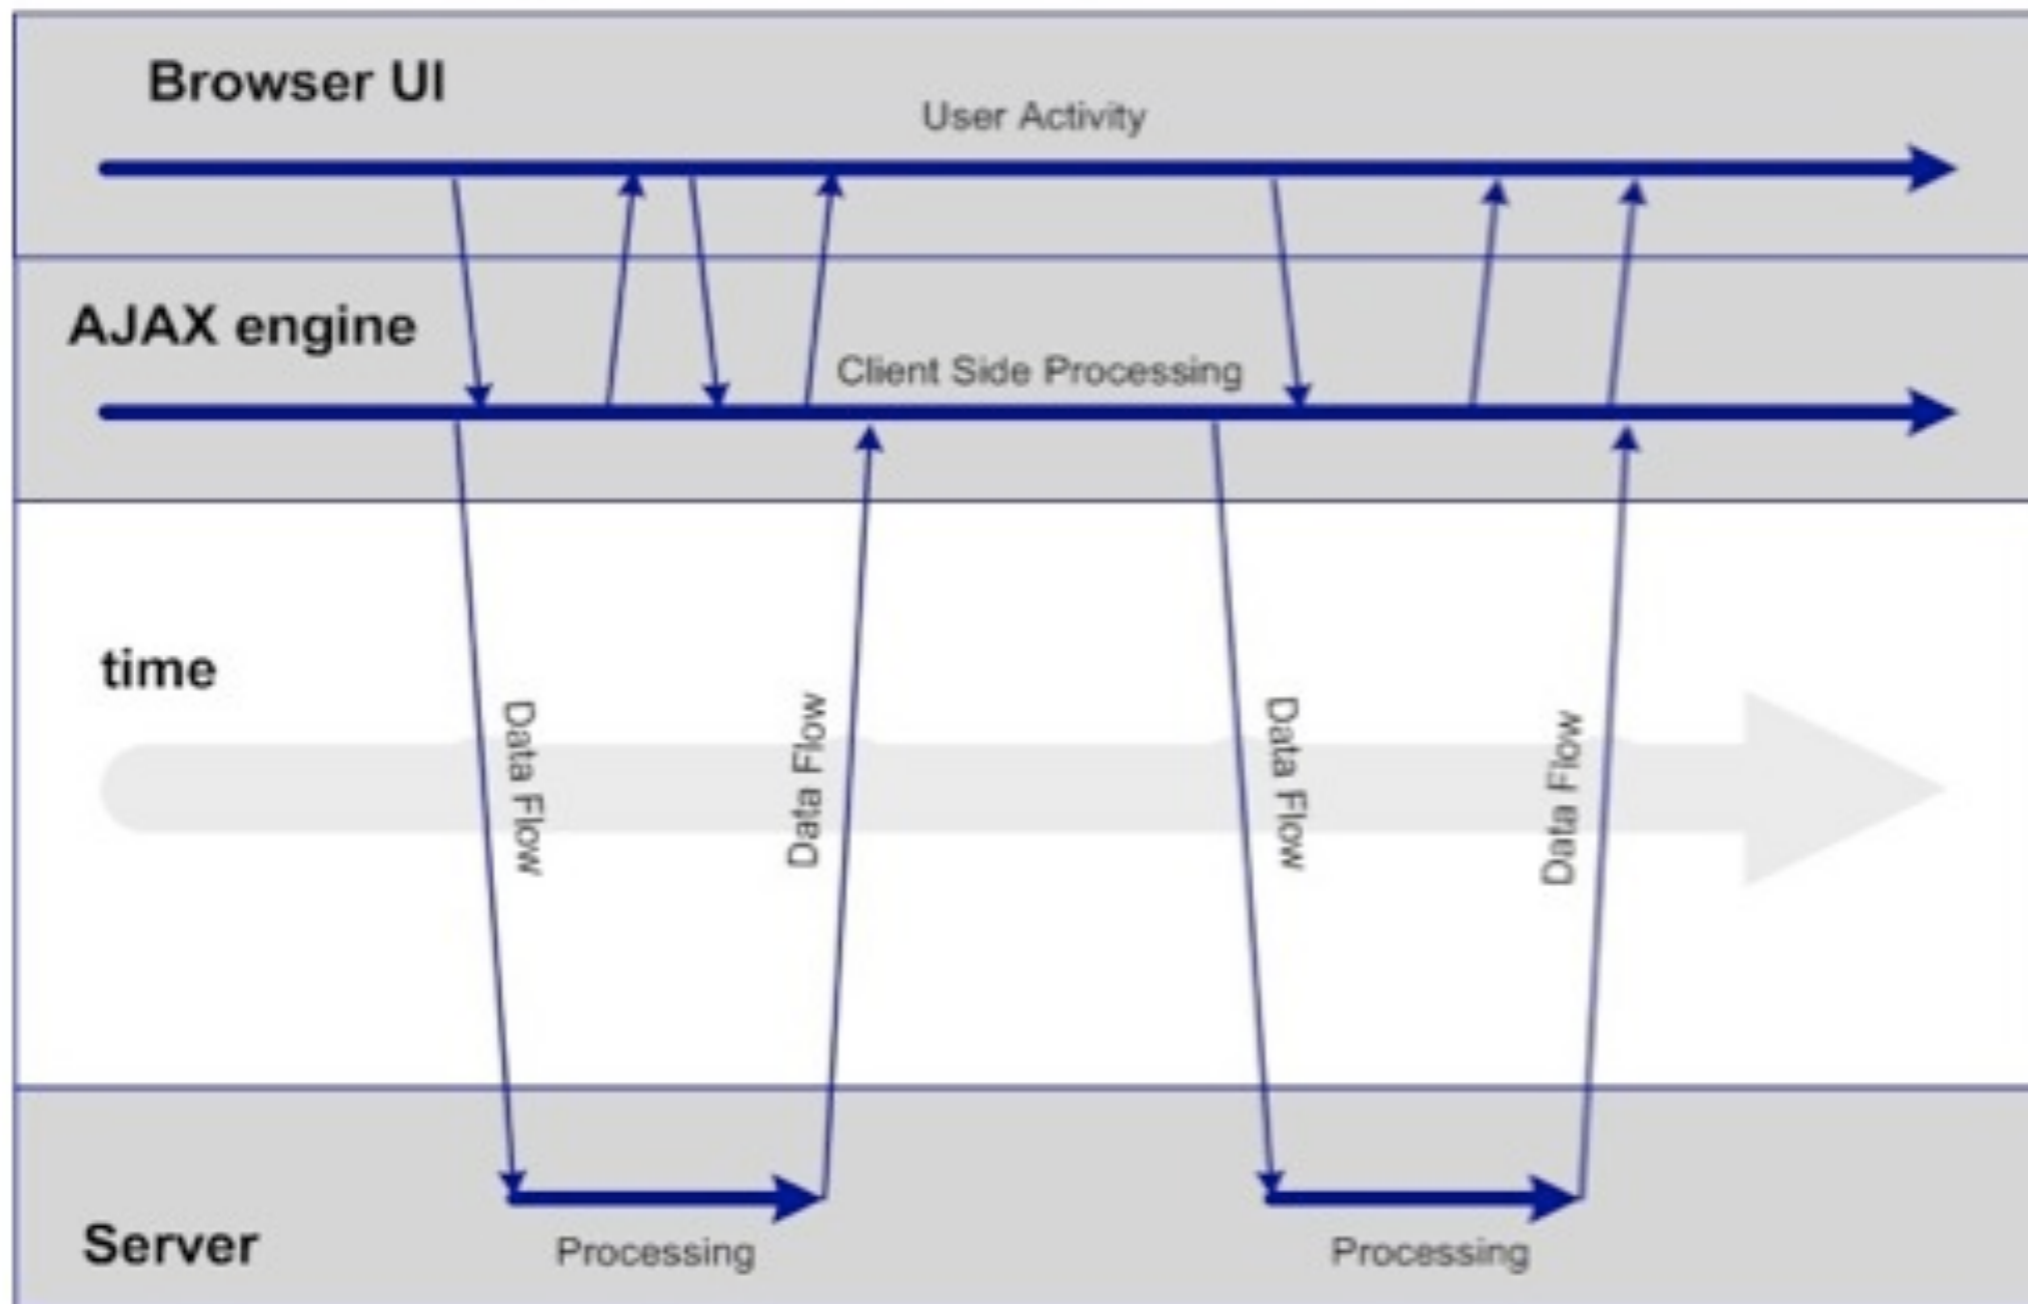 Browser UI
User Activity
AJAX engine
Client Side Processing
time
Data Flow
Data Flow
Data Flow
Data Flow
Server
Processing
Processing